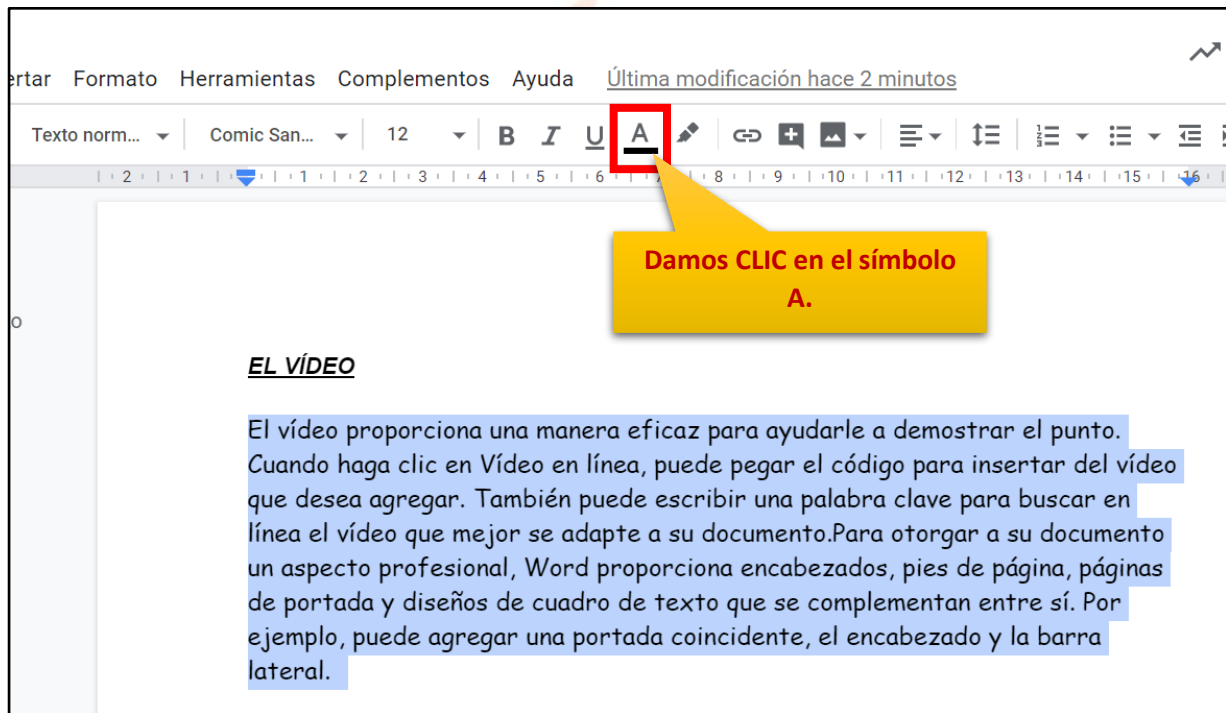 ertar Formato Herramientas Complementos Ayuda Última modificación hace 2 minutos
Texto norm... Comic San... 12 B I U A
2 1 1 2 3 4 5 6 7 8 9 10 11 12 13 14 15 16
Damos CLIC en el símbolo
A.
o
EL VÍDEO
El vídeo proporciona una manera eficaz para ayudarle a demostrar el punto.
Cuando haga clic en Vídeo en línea, puede pegar el código para insertar del vídeo
que desea agregar. También puede escribir una palabra clave para buscar en
línea el vídeo que mejor se adapte a su documento.Para otorgar a su documento
un aspecto profesional, Word proporciona encabezados, pies de página, páginas
de portada y diseños de cuadro de texto que se complementan entre sí. Por
ejemplo, puede agregar una portada coincidente, el encabezado y la barra
lateral.